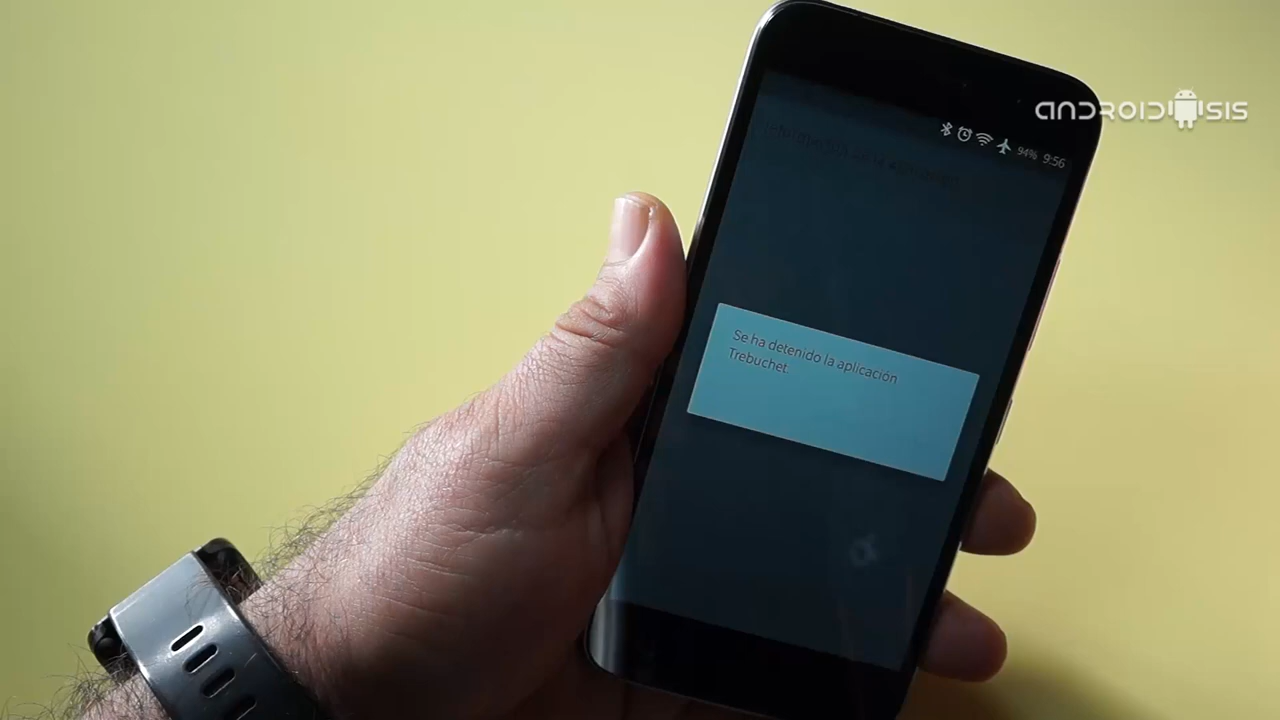 ANDROIDSIS
94% 9:56
Se ha detenido la aplicación
Trebuchet.